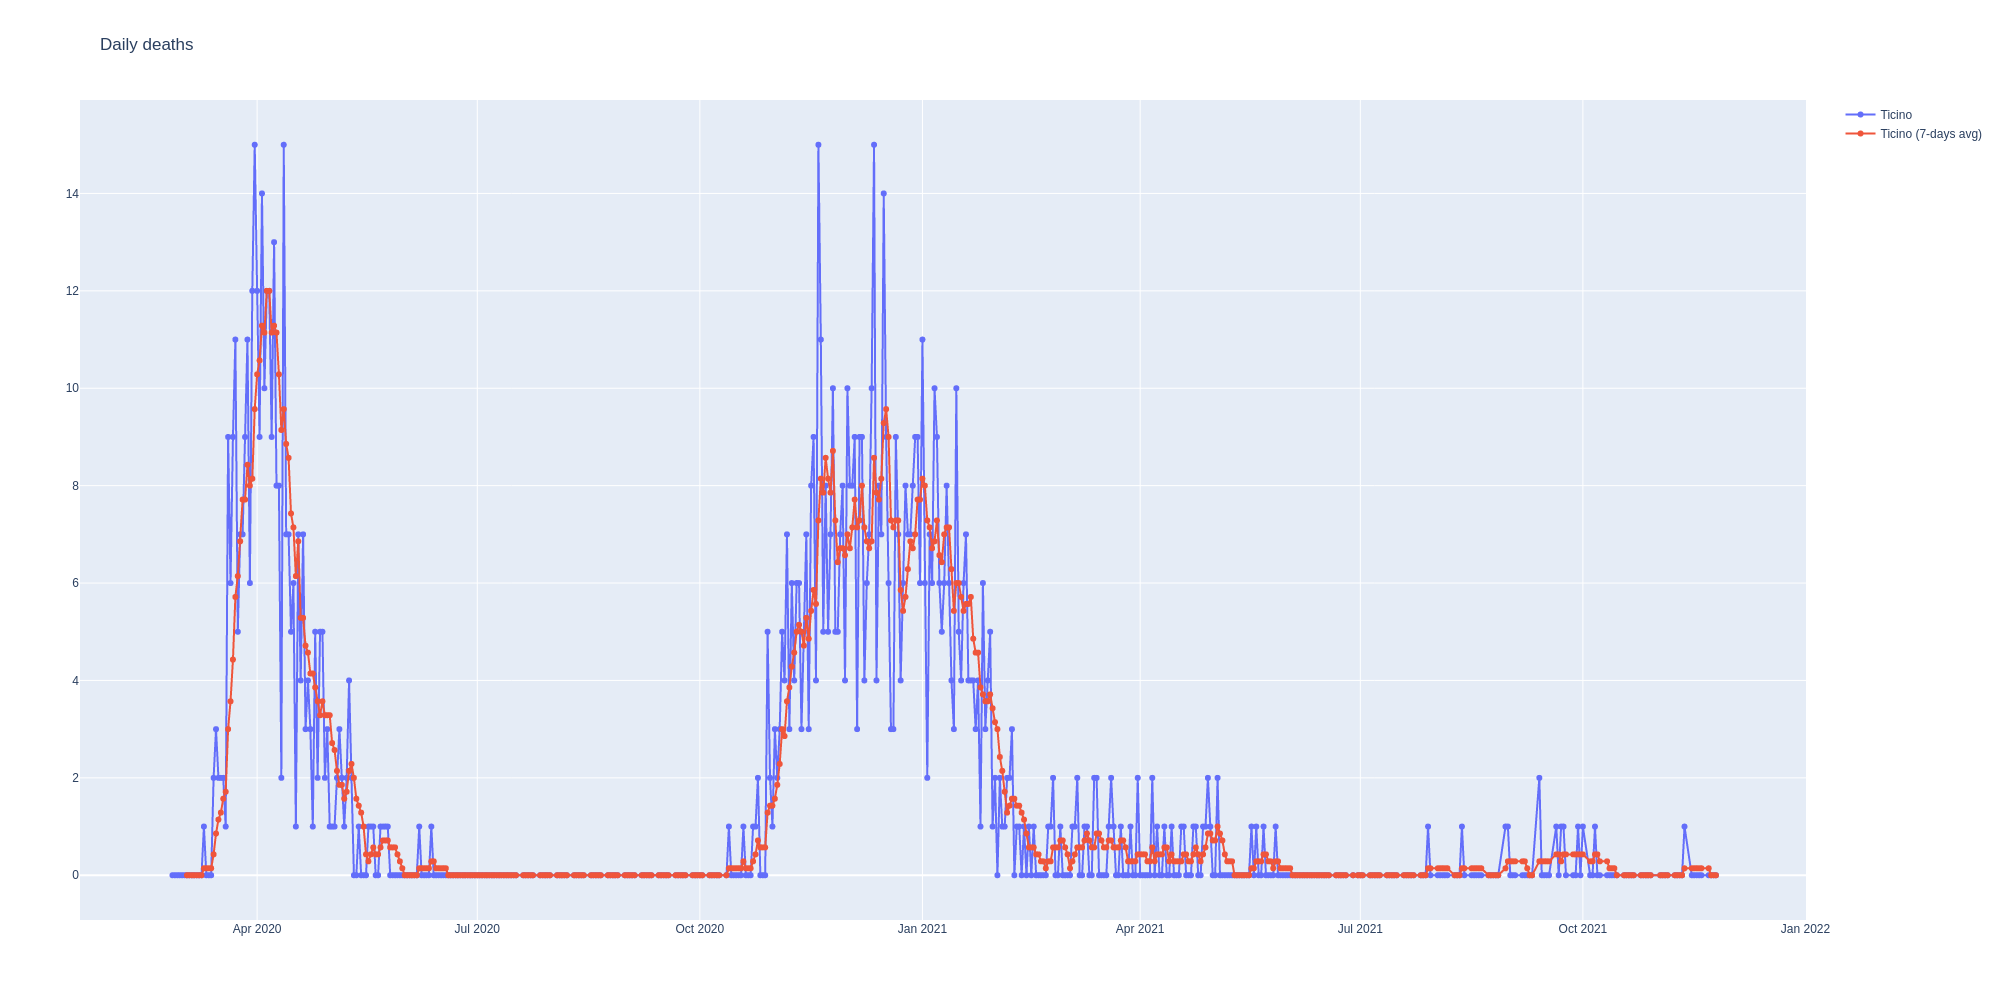 Daily deaths
Ticino
Ticino (7-days avg)
14
12
10
8
6
4
2
0
Apr 2020
Jul 2020
Oct 2020
Jan 2021
Apr 2021
Jul 2021
Oct 2021
Jan 2022